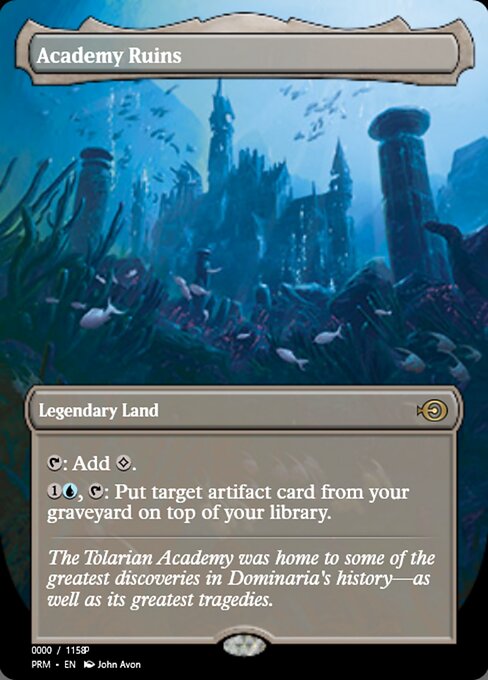 Academy Ruins
Legendary Land
: Add .
1, : Put target artifact card from your
graveyard on top of your library.
The Tolarian Academy was home to some of the
greatest discoveries in Dominaria's history—as
well as its greatest tragedies.
0000 / 1158P
PRM • EN John Avon